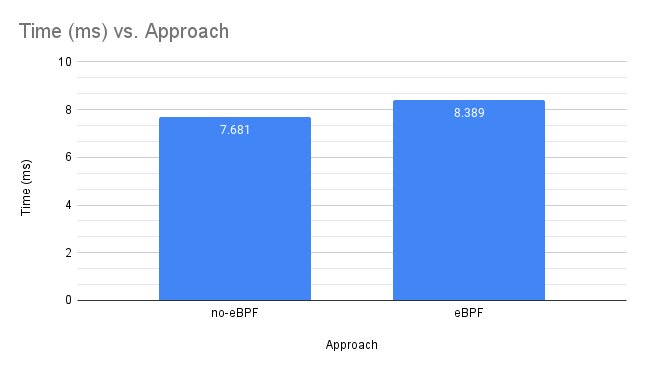 Time (ms) vs. Approach
10
8
6
4
2
0
Time (ms)
7.681
8.389
no-eBPF
eBPF
Approach